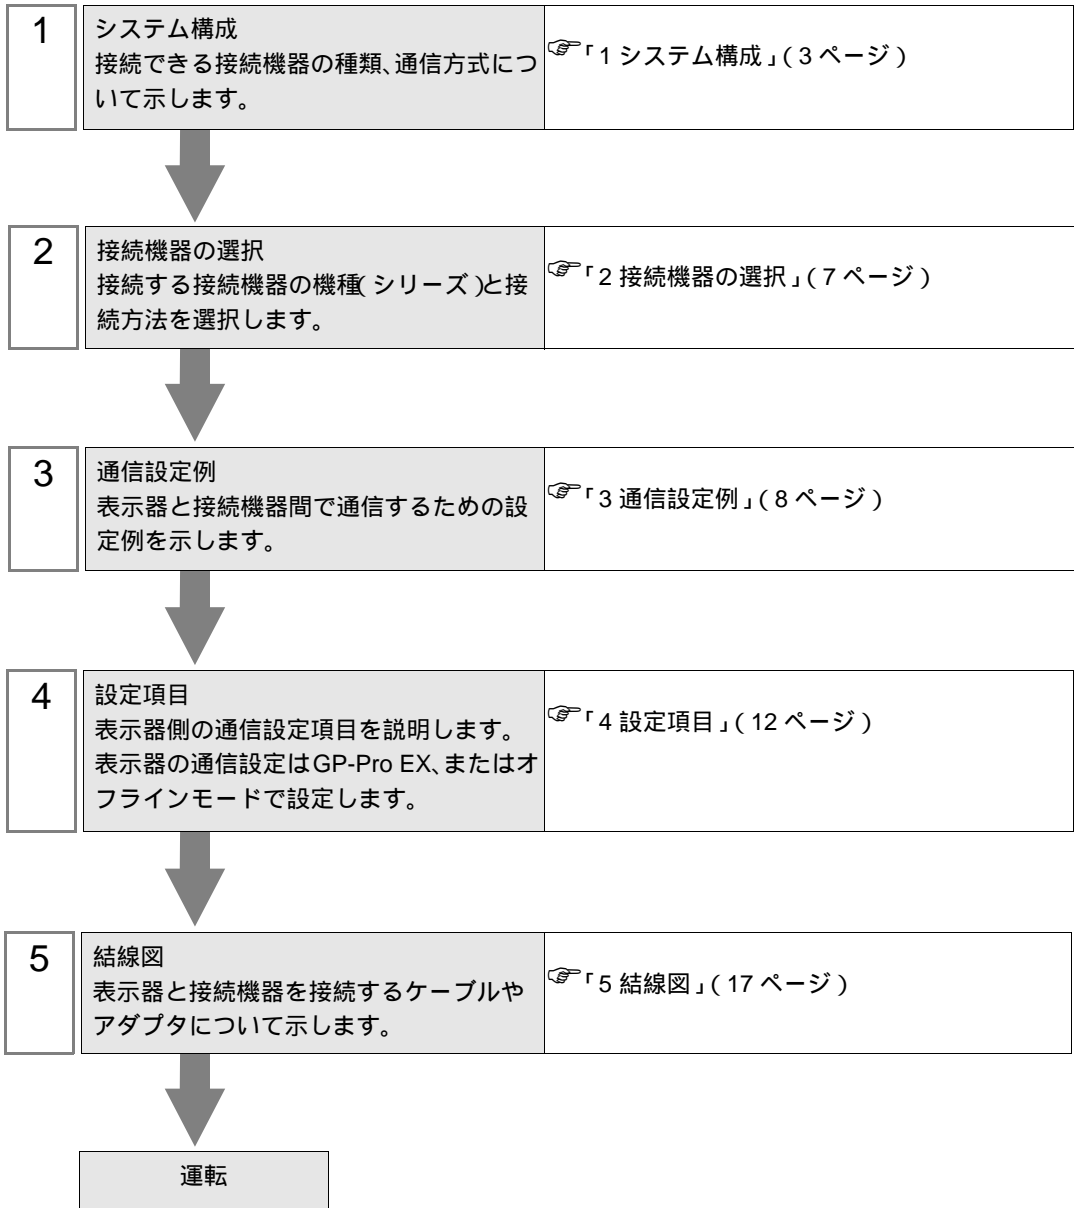 1
システム構成
接続できる接続機器の種類、通信方式につ
いて示します。
☞「1 システム構成」( 3 ページ )
2
接続機器の選択
接続する接続機器の機種( シリーズ )と接
続方法を選択します。
☞「2 接続機器の選択」( 7 ページ )
3
通信設定例
表示器と接続機器間で通信するための設
定例を示します。
☞「3 通信設定例」( 8 ページ )
4
設定項目
表示器側の通信設定項目を説明します。
表示器の通信設定はGP-Pro EX、またはオ
フラインモードで設定します。
☞「4 設定項目」( 12 ページ )
5
結線図
表示器と接続機器を接続するケーブルや
アダプタについて示します。
☞「5 結線図」( 17 ページ )
運転